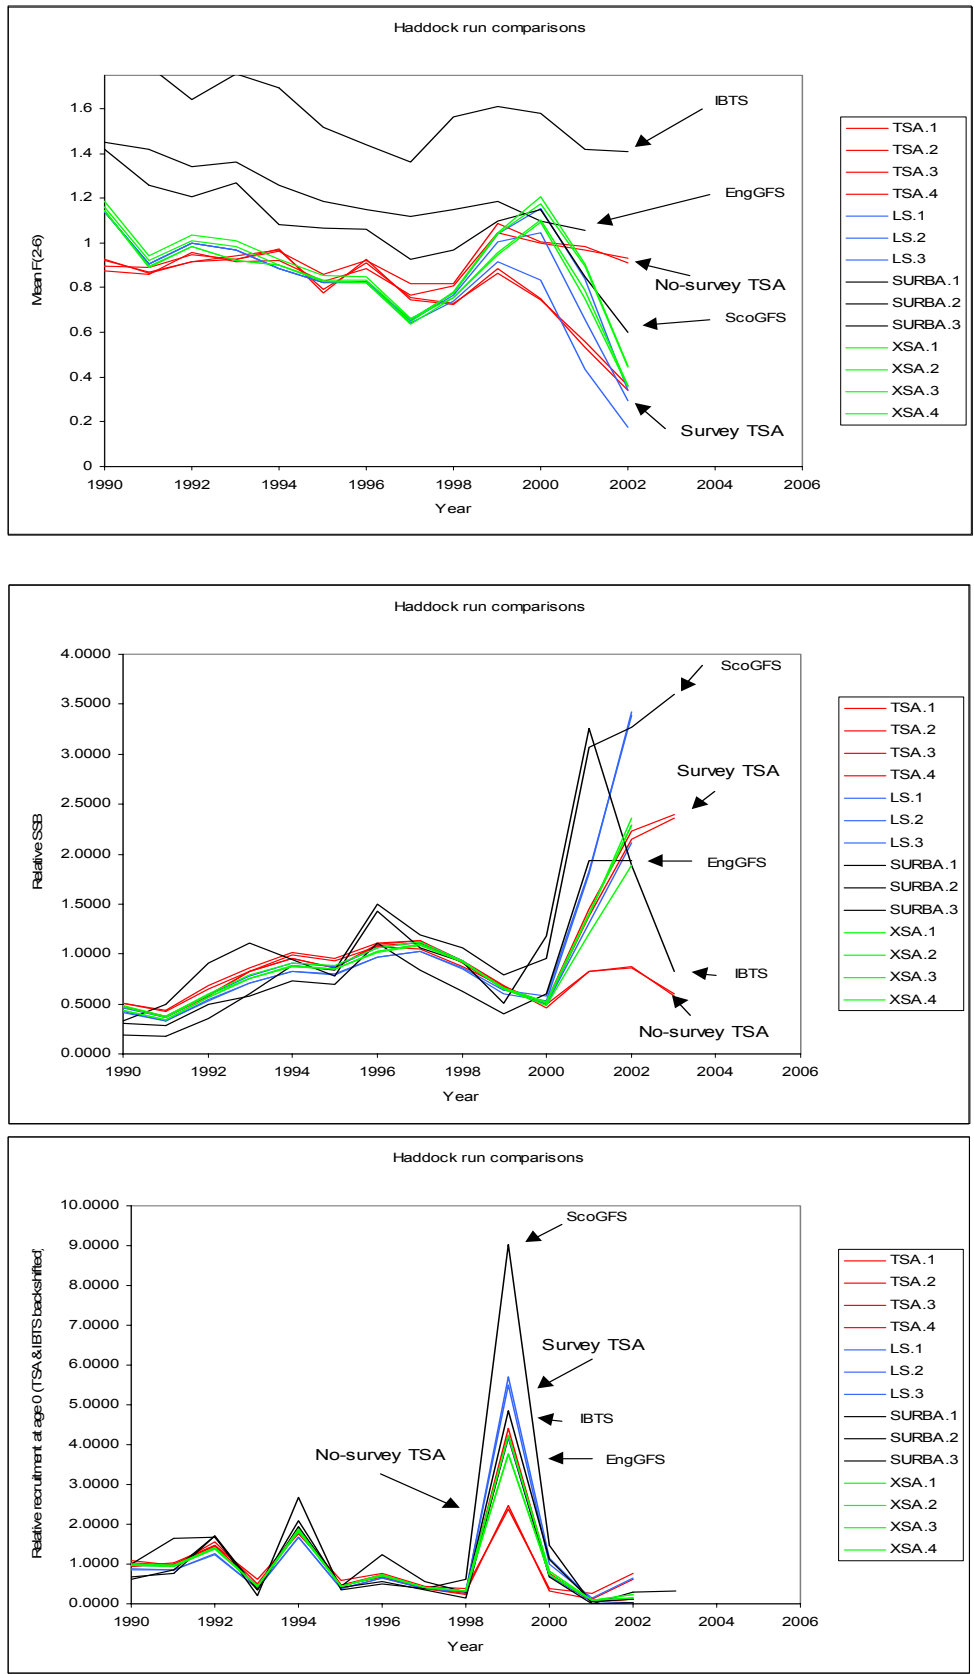 Haddock run comparisons
Mean F(2-6)
1.6
1.4
1.2
1
0.8
0.6
0.4
0.2
0
1990 1992 1994 1996 1998 2000 2002 2004 2006
Year
IBTS
EngGFS
No-survey TSA
ScoGFS
Survey TSA
TSA.1
TSA.2
TSA.3
TSA.4
LS.1
LS.2
LS.3
SURBA.1
SURBA.2
SURBA.3
XSA.1
XSA.2
XSA.3
XSA.4
Haddock run comparisons
Relative SSB
4.0000
3.5000
3.0000
2.5000
2.0000
1.5000
1.0000
0.5000
0.0000
1990 1992 1994 1996 1998 2000 2002 2004 2006
Year
ScoGFS
Survey TSA
EngGFS
IBTS
No-survey TSA
TSA.1
TSA.2
TSA.3
TSA.4
LS.1
LS.2
LS.3
SURBA.1
SURBA.2
SURBA.3
XSA.1
XSA.2
XSA.3
XSA.4
Haddock run comparisons
Relative recruitment at age 0 (TSA & IBTS backshifted)
10.0000
9.0000
8.0000
7.0000
6.0000
5.0000
4.0000
3.0000
2.0000
1.0000
0.0000
1990 1992 1994 1996 1998 2000 2002 2004 2006
Year
ScoGFS
Survey TSA
IBTS
No-survey TSA
EngGFS
TSA.1
TSA.2
TSA.3
TSA.4
LS.1
LS.2
LS.3
SURBA.1
SURBA.2
SURBA.3
XSA.1
XSA.2
XSA.3
XSA.4